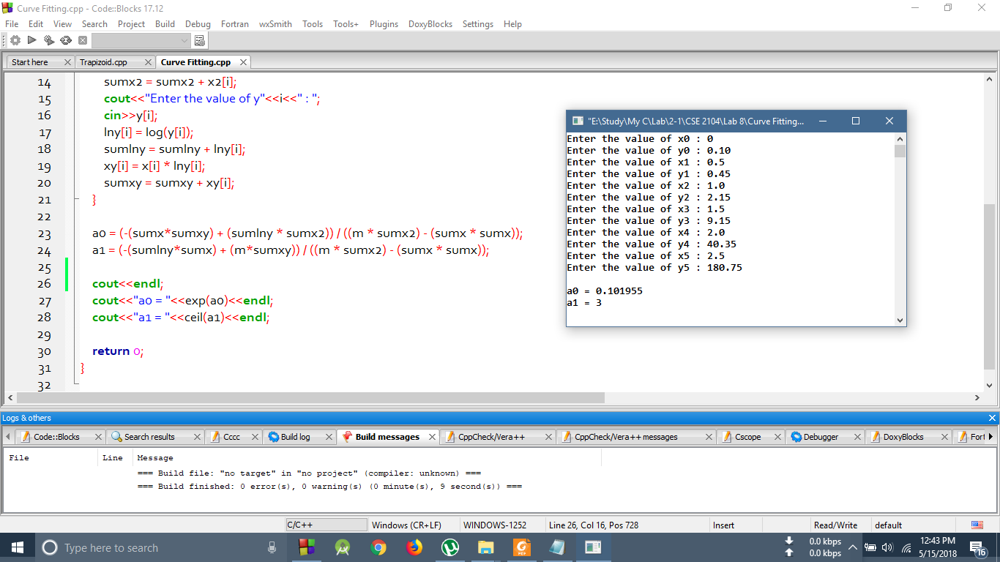 Curve Fitting.cpp - Code::Blocks 17.12
File Edit View Search Project Build Debug Fortran wxSmith Tools Tools+ Plugins DoxyBlocks Settings Help
Start here Trapizoid.cpp Curve Fitting.cpp
14 sumx2 = sumx2 + x2[i];
15 cout<<"Enter the value of y"<<i<<" : ";
16 cin>>y[i];
17 lny[i] = log(y[i]);
18 sumlny = sumlny + lny[i];
19 xy[i] = x[i] * lny[i];
20 sumxy = sumxy + xy[i];
21 }
22
23 a0 = (-(sumx*sumxy) + (sumlny * sumx2)) / ((m * sumx2) - (sumx * sumx));
24 a1 = (-(sumlny*sumx) + (m*sumxy)) / ((m * sumx2) - (sumx * sumx));
25
26 cout<<endl;
27 cout<<"a0 = "<<exp(a0)<<endl;
28 cout<<"a1 = "<<ceil(a1)<<endl;
29
30 return 0;
31 }
32
"E:\Study\My C\Lab\2-1\CSE 2104\Lab 8\Curve Fitting...
Enter the value of x0 : 0
Enter the value of y0 : 0.10
Enter the value of x1 : 0.5
Enter the value of y1 : 0.45
Enter the value of x2 : 1.0
Enter the value of y2 : 2.15
Enter the value of x3 : 1.5
Enter the value of y3 : 9.15
Enter the value of x4 : 2.0
Enter the value of y4 : 40.35
Enter the value of x5 : 2.5
Enter the value of y5 : 180.75
a0 = 0.101955
a1 = 3
Logs & others
Code::Blocks Search results Cccc Build log Build messages CppCheck/Vera++ CppCheck/Vera++ messages Cscope Debugger DoxyBlocks Fort
File Line Message
=== Build file: "no target" in "no project" (compiler: unknown) ===
=== Build finished: 0 error(s), 0 warning(s) (0 minute(s), 9 second(s)) ===
C/C++ Windows (CR+LF) WINDOWS-1252 Line 26, Col 16, Pos 728 Insert Read/Write default
Type here to search
0.0 kbps
0.0 kbps
12:43 PM
5/15/2018
16